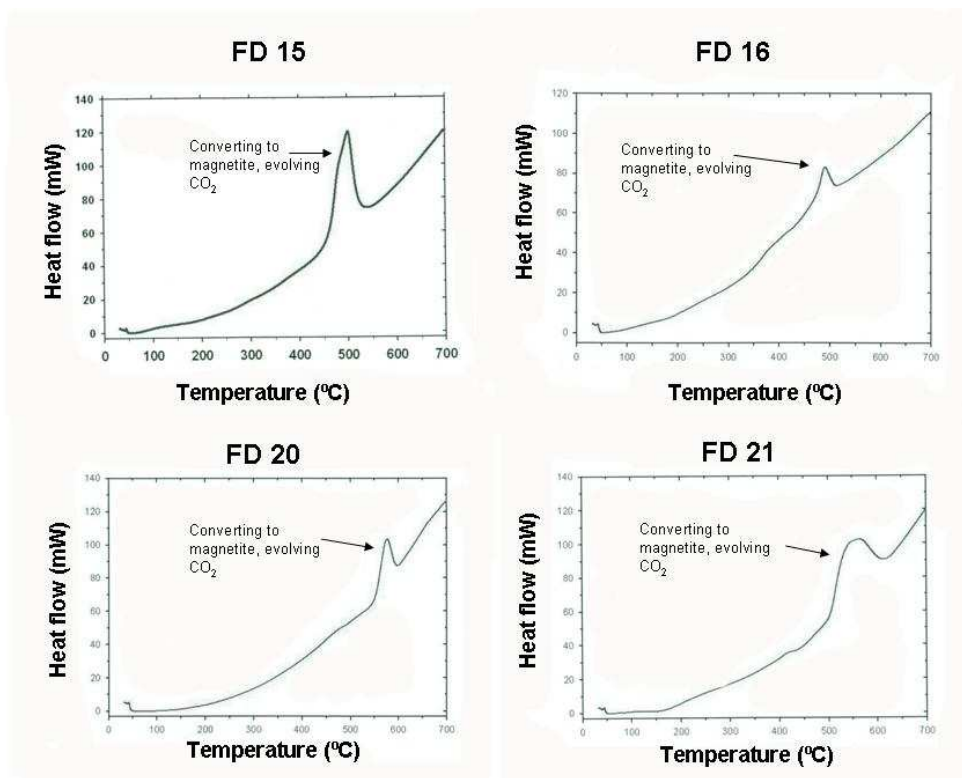 FD 15
140
120
100
80
60
40
20
0
Heat flow (mW)
Converting to
magnetite, evolving
CO2
0 100 200 300 400 500 600 700
Temperature (ºC)
FD 16
120
100
80
60
40
20
0
Heat flow (mW)
Converting to
magnetite, evolving
CO2
0 100 200 300 400 500 600 700
Temperature (ºC)
FD 20
140
120
100
80
60
40
20
0
Heat flow (mW)
Converting to
magnetite, evolving
CO2
0 100 200 300 400 500 600 700
Temperature (ºC)
FD 21
140
120
100
80
60
40
20
0
Heat flow (mW)
Converting to
magnetite, evolving
CO2
0 100 200 300 400 500 600 700
Temperature (ºC)